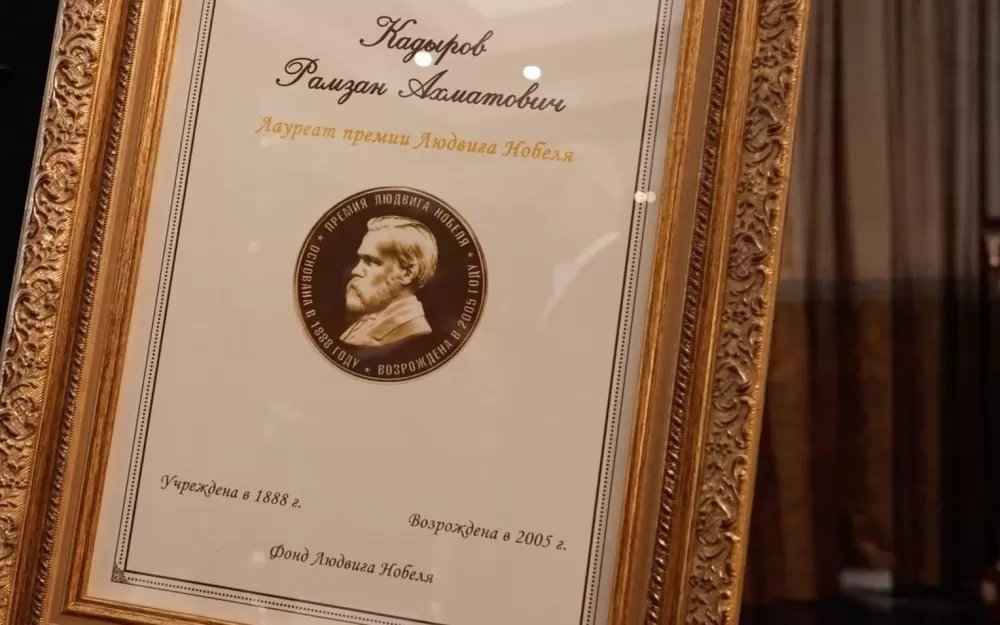 Кадыров
Рамзан Ахматович
Лауреат премии Людвига Нобеля
ПРЕМИЯ ЛЮДВИГА НОБЕЛЯ * ОСНОВАНА В 1888 ГОДУ * ВОЗРОЖДЕНА В 2005 ГОДУ *
Учреждена в 1888 г.
Возрождена в 2005 г.
Фонд Людвига Нобеля